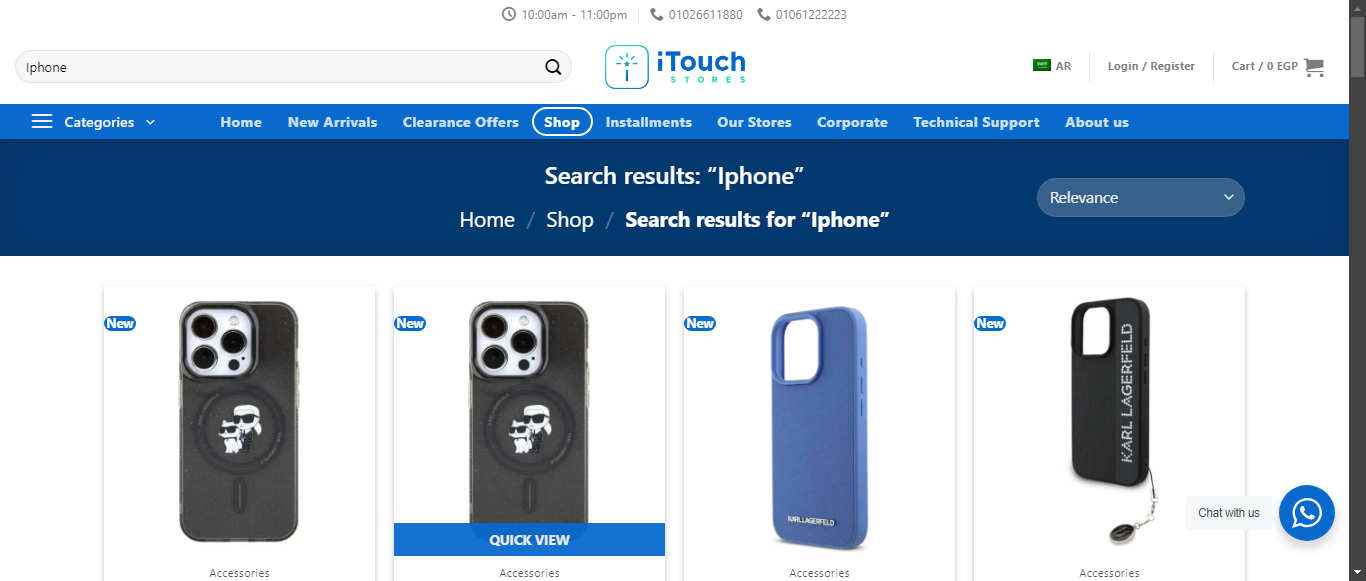 10:00am - 11:00pm 01026611880 01061222223
Iphone
iTouch
STORES
AR
Login / Register
Cart / 0 EGP
Categories
Home New Arrivals Clearance Offers Shop Installments Our Stores Corporate Technical Support About us
Search results: “Iphone”
Home / Shop / Search results for “Iphone”
Relevance
New
New
New
New
KARL LAGERFELD
KARL LAGERFELD
QUICK VIEW
Chat with us
Accessories
Accessories
Accessories
Accessories